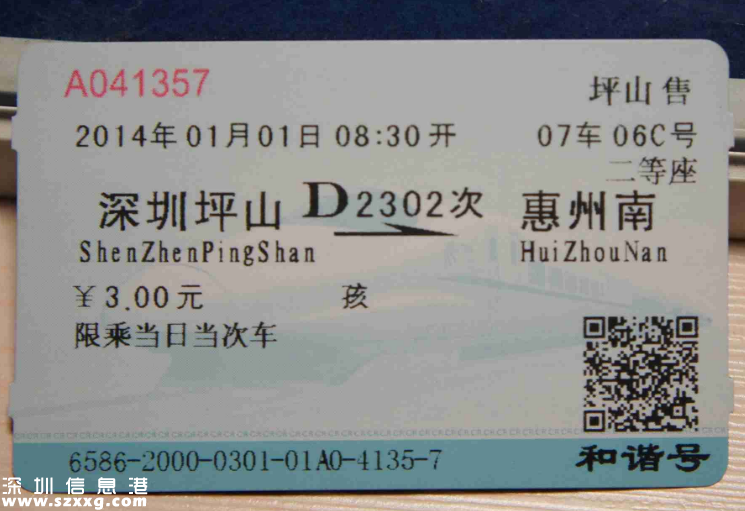 A041357
坪山 售
2014年01月01日 08:30 开
07车 06C号
二等座
深圳坪山 D2302次 惠州南
ShenZhenPingShan HuiZhouNan
¥3.00元
孩
限乘当日当次车
6586-2000-0301-01A0-4135-7
和谐号
深圳信息港
www.szxxg.com